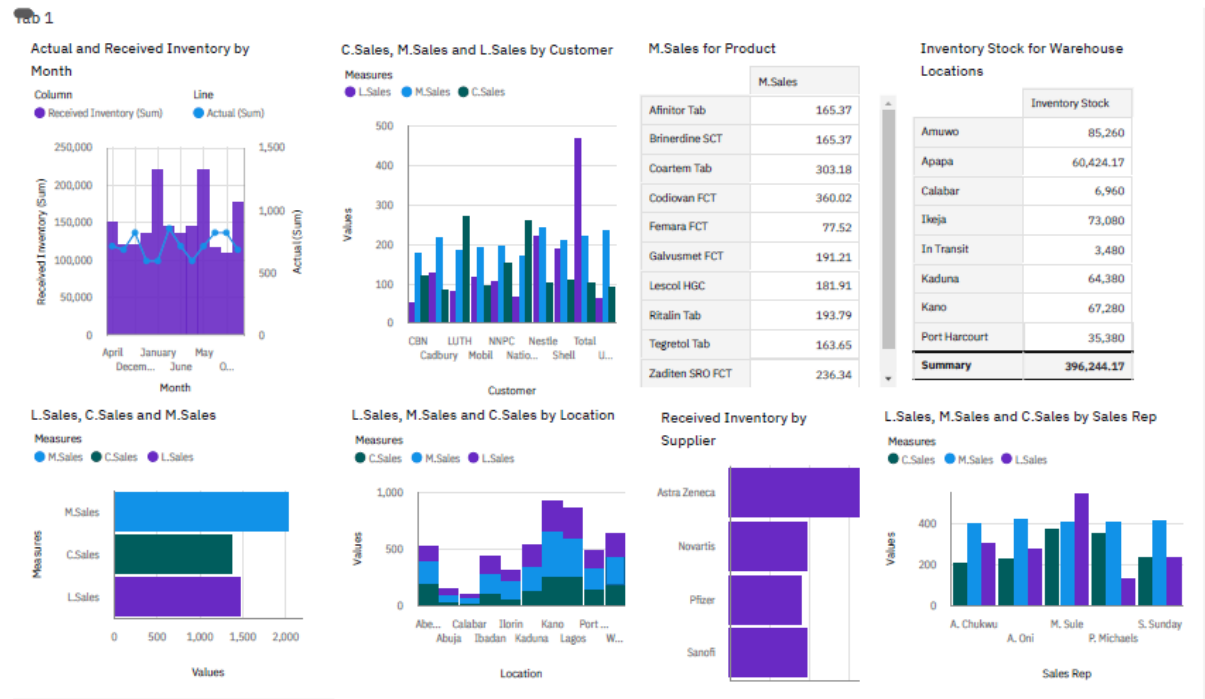 Tab 1
Actual and Received Inventory by
Month
Column
Line
Received Inventory (Sum)
Actual (Sum)
250,000
200,000
150,000
100,000
50,000
0
1,500
1,000
500
0
Received Inventory (Sum)
Actual (Sum)
April
January
May
Decem...
June
O...
Month
C.Sales, M.Sales and L.Sales by Customer
Measures
L.Sales
M.Sales
C.Sales
500
400
300
200
100
0
Values
CBN
LUTH
NNPC
Nestle
Total
Cadbury
Mobil
Natio...
Shell
U...
Customer
M.Sales for Product
M.Sales
Afinitor Tab 165.37
Brinerdine SCT 165.37
Coartem Tab 303.18
Codiovan FCT 360.02
Femara FCT 77.52
Galvusmet FCT 191.21
Lescol HGC 181.91
Ritalin Tab 193.79
Tegretol Tab 163.65
Zaditen SRO FCT 236.34
Inventory Stock for Warehouse
Locations
Inventory Stock
Amuwo 85,260
Apapa 60,424.17
Calabar 6,960
Ikeja 73,080
In Transit 3,480
Kaduna 64,380
Kano 67,280
Port Harcourt 35,380
Summary 396,244.17
L.Sales, C.Sales and M.Sales
Measures
M.Sales
C.Sales
L.Sales
Measures
M.Sales
C.Sales
L.Sales
0
500
1,000
1,500
2,000
Values
L.Sales, M.Sales and C.Sales by Location
Measures
C.Sales
M.Sales
L.Sales
1,000
500
0
Values
Abe...
Calabar
Ilorin
Kano
Port ...
Abuja
Ibadan
Kaduna
Lagos
W...
Location
Received Inventory by
Supplier
Astra Zeneca
Novartis
Pfizer
Sanofi
L.Sales, M.Sales and C.Sales by Sales Rep
Measures
C.Sales
M.Sales
L.Sales
400
200
0
Values
A. Chukwu
M. Sule
S. Sunday
A. Oni
P. Michaels
Sales Rep